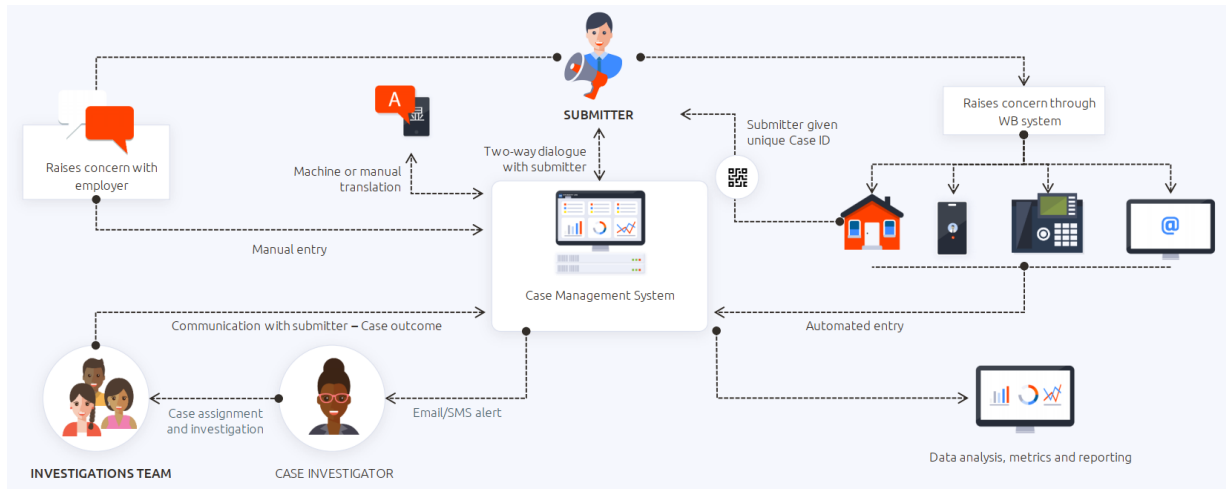 SUBMITTER
Raises concern through
WB system
A
Submitter given
unique Case ID
Two-way dialogue
with submitter
Raises concern with
employer
Machine or manual
translation
Manual entry
@
Case Management System
Communication with submitter – Case outcome
Automated entry
Case assignment
and investigation
Email/SMS alert
INVESTIGATIONS TEAM
CASE INVESTIGATOR
Data analysis, metrics and reporting